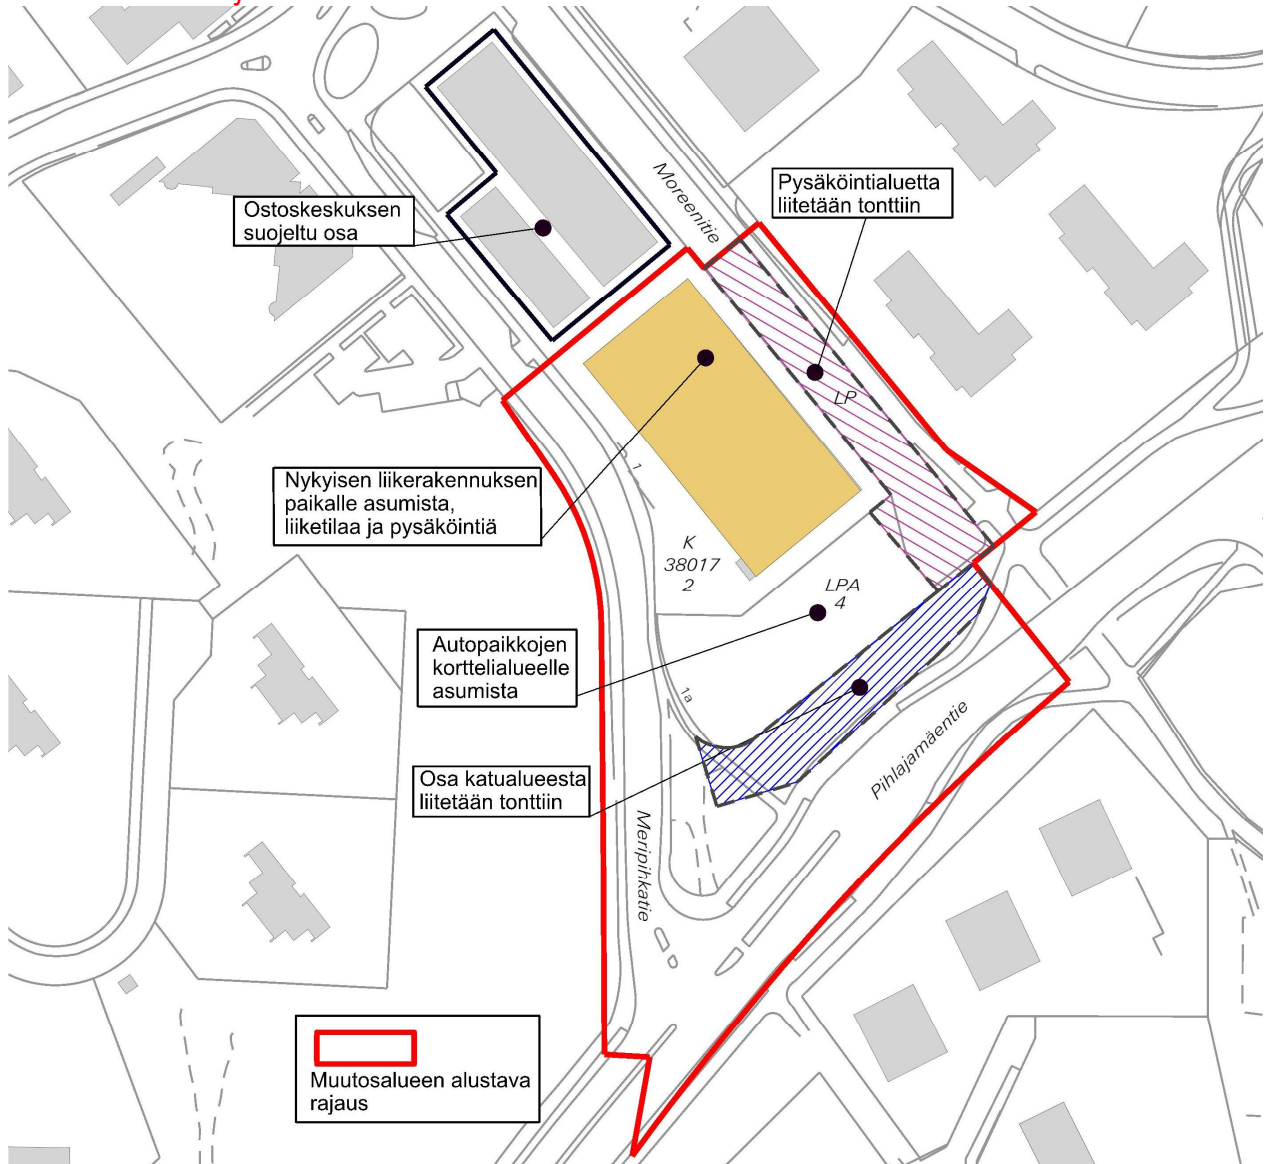 Moreenitie
Pysäköintialuetta
liitetään tonttiin
Ostoskeskuksen
suojeltu osa
LP
Nykyisen liikerakennuksen
paikalle asumista,
liiketilaa ja pysäköintiä
1
K
38017
2
LPA
4
Autopaikkojen
korttelialueelle
asumista
1a
Osa katualueesta
liitetään tonttiin
Pihlajamäentie
Meripihkatie
Muutosalueen alustava
rajaus